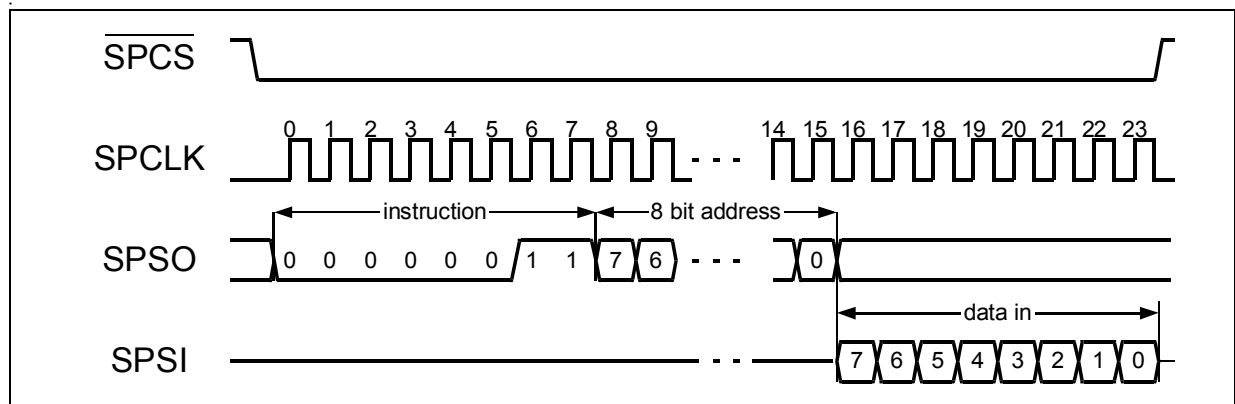 SPCS
0 1 2 3 4 5 6 7 8 9 14 15 16 17 18 19 20 21 22 23
SPCLK
instruction 8 bit address
SPSO 0 0 0 0 0 0 1 1 7 6 0
data in
SPSI 7 6 5 4 3 2 1 0